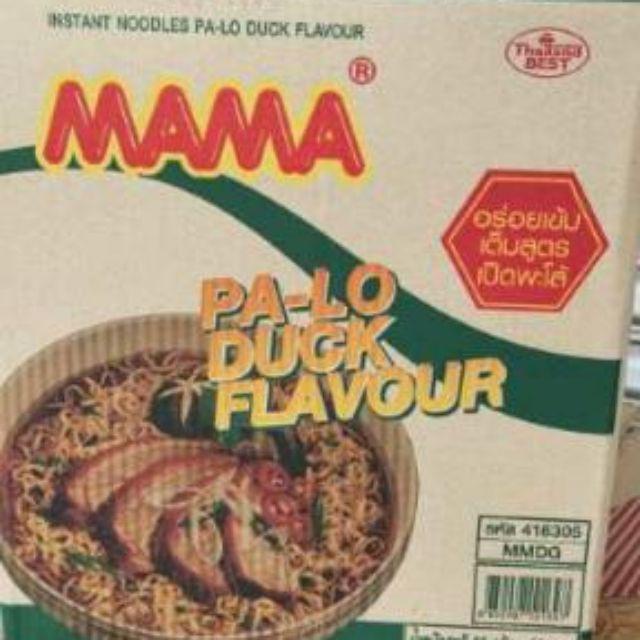 INSTANT NOODLES PA-LO DUCK FLAVOUR
Thailand BEST
MAMA®
อร่อยเข้ม
เต็มสูตร
เป็ดพะโล้
PA-LO
DUCK
FLAVOUR
รหัส 416305
MMDG